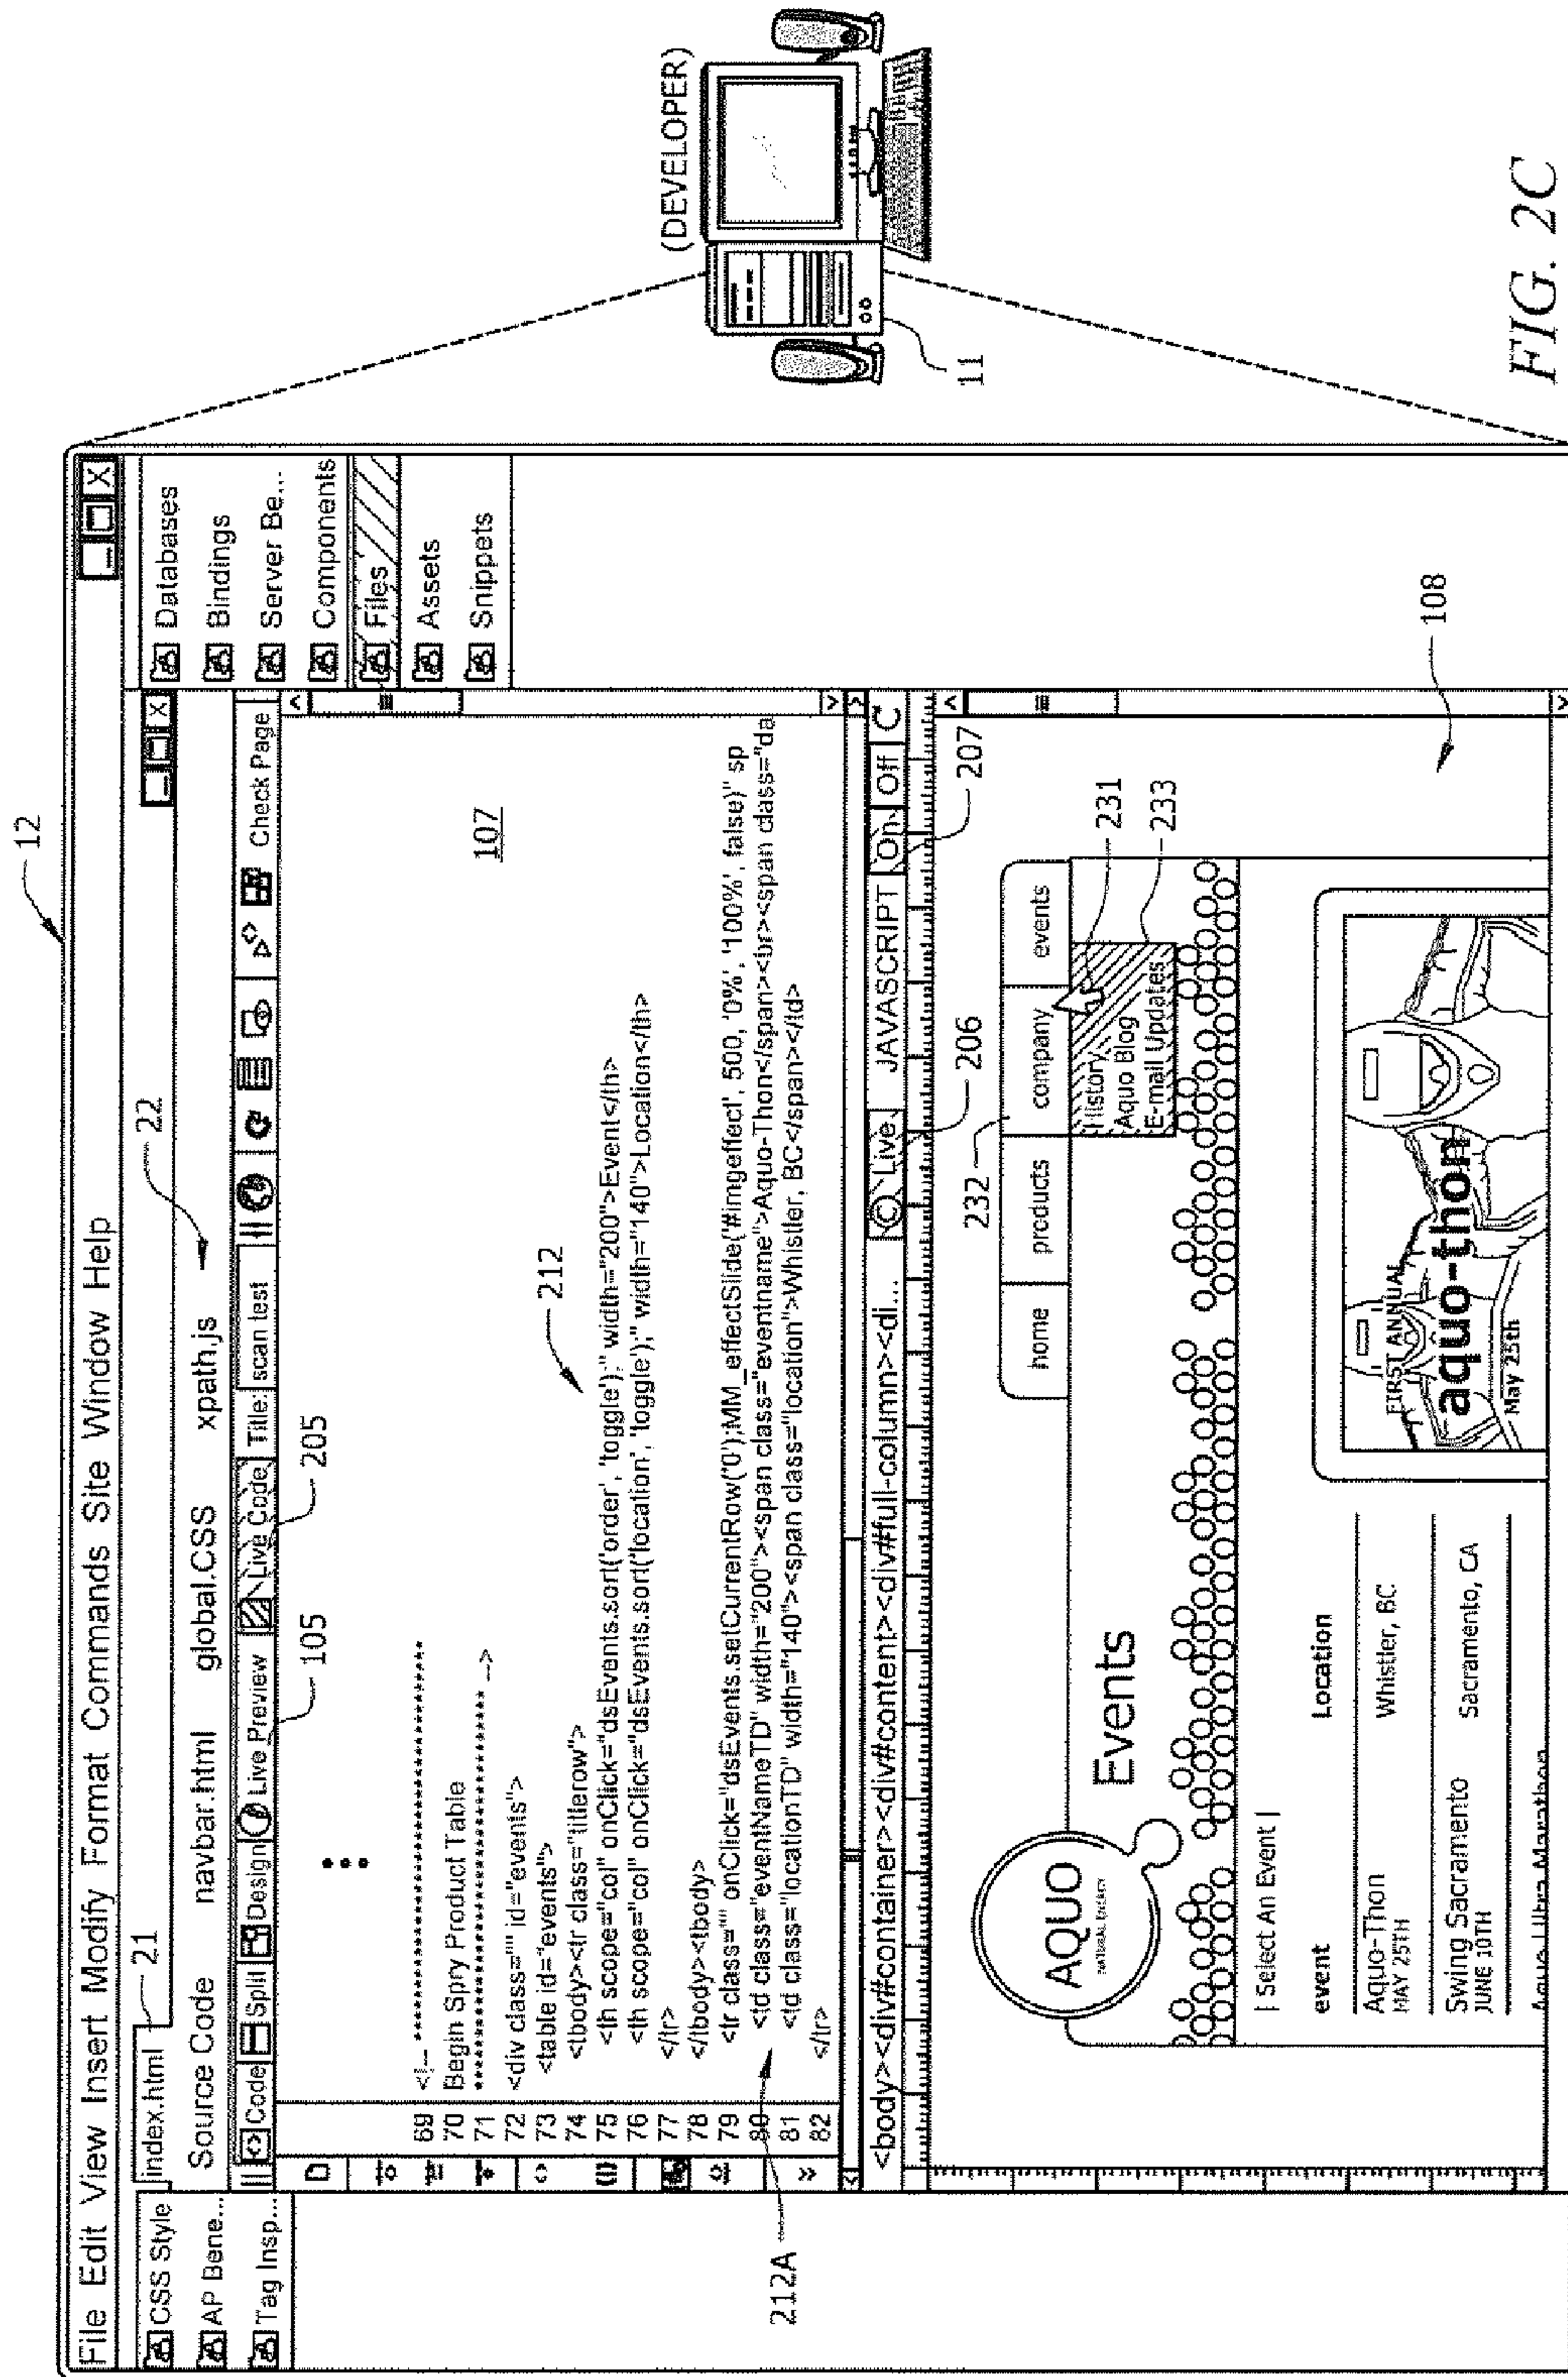 12
File Edit View Insert Modify Format Commands Site Window Help
CSS Style
AP Bene...
Tag Insp...
index.html
21
Source Code navbar.html global.CSS xpath.js
22
Code Split Design Live Preview Live Code Title: scan test Check Page
105
205
107
69 <!-- *****************************
70 Begin Spry Product Table
71 ***************************** -->
72 <div class="" id="events">
73 <table id="events">
74 <tbody><tr class="titlerow">
75 <th scope="col" onClick="dsEvents.sort('order', 'toggle');" width="200">Event</th>
76 <th scope="col" onClick="dsEvents.sort('location', 'toggle');" width="140">Location</th>
77 </tr>
78 </tbody><tbody>
79 <tr class="" onClick="dsEvents.setCurrentRow('0');MM_effectSlide('#imgeffect', 500, '0%', '100%', false)" sp
80 <td class="eventNameTD" width="200"><span class="eventname">Aquo-Thon</span><br><span class="da
81 <td class="locationTD" width="140"><span class="location">Whistler, BC</span></td>
82 </tr>
212
212A
<body><div#container><div#content><div#full-column><di... Live JAVASCRIPT On Off
206
207
Databases
Bindings
Server Be...
Components
Files
Assets
Snippets
232
home products company events
History
Aquo Blog
E-mail Updates
231
233
108
AQUO
NATURAL ENERGY
Events
| Select An Event |
event Location
Aquo-Thon Whistler, BC
MAY 25TH
Swing Sacramento Sacramento, CA
JUNE 10TH
FIRST ANNUAL
aquo-thon
May 25th
(DEVELOPER)
11
FIG. 2C